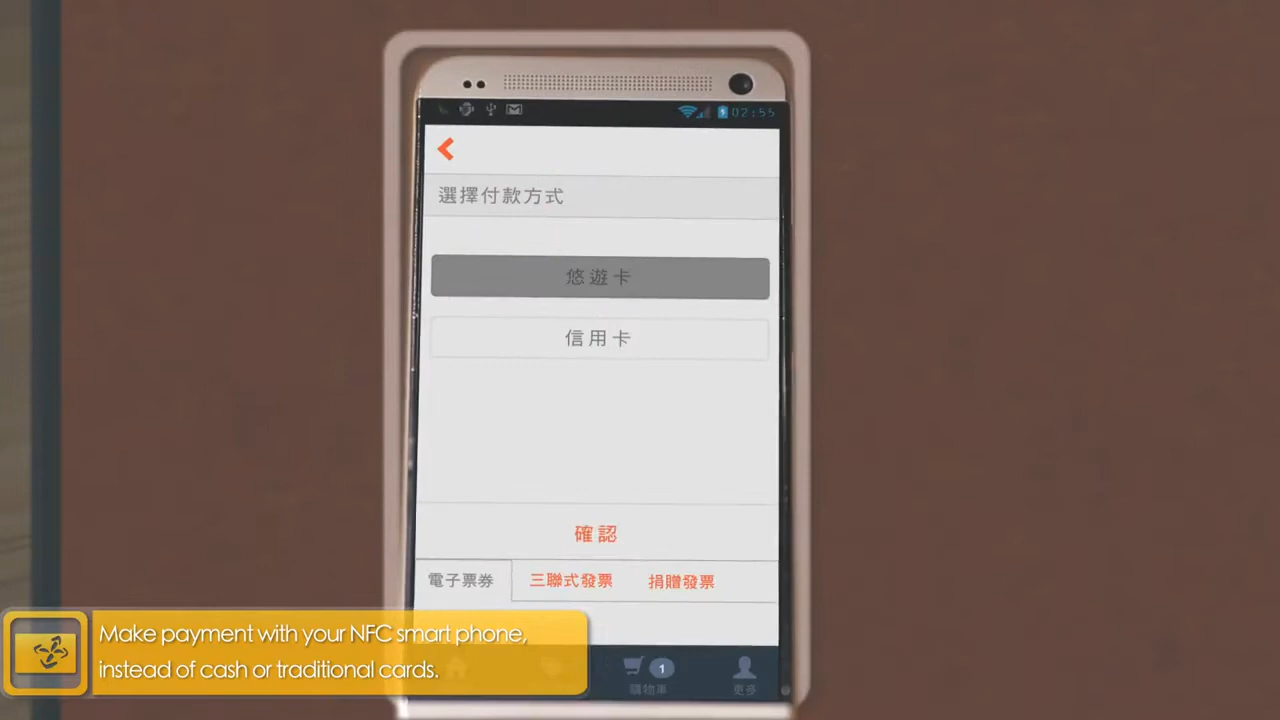 02:55
選擇付款方式
悠遊卡
信用卡
確認
電子票券 三聯式發票 捐贈發票
Make payment with your NFC smart phone,
instead of cash or traditional cards.
1
購物車 更多